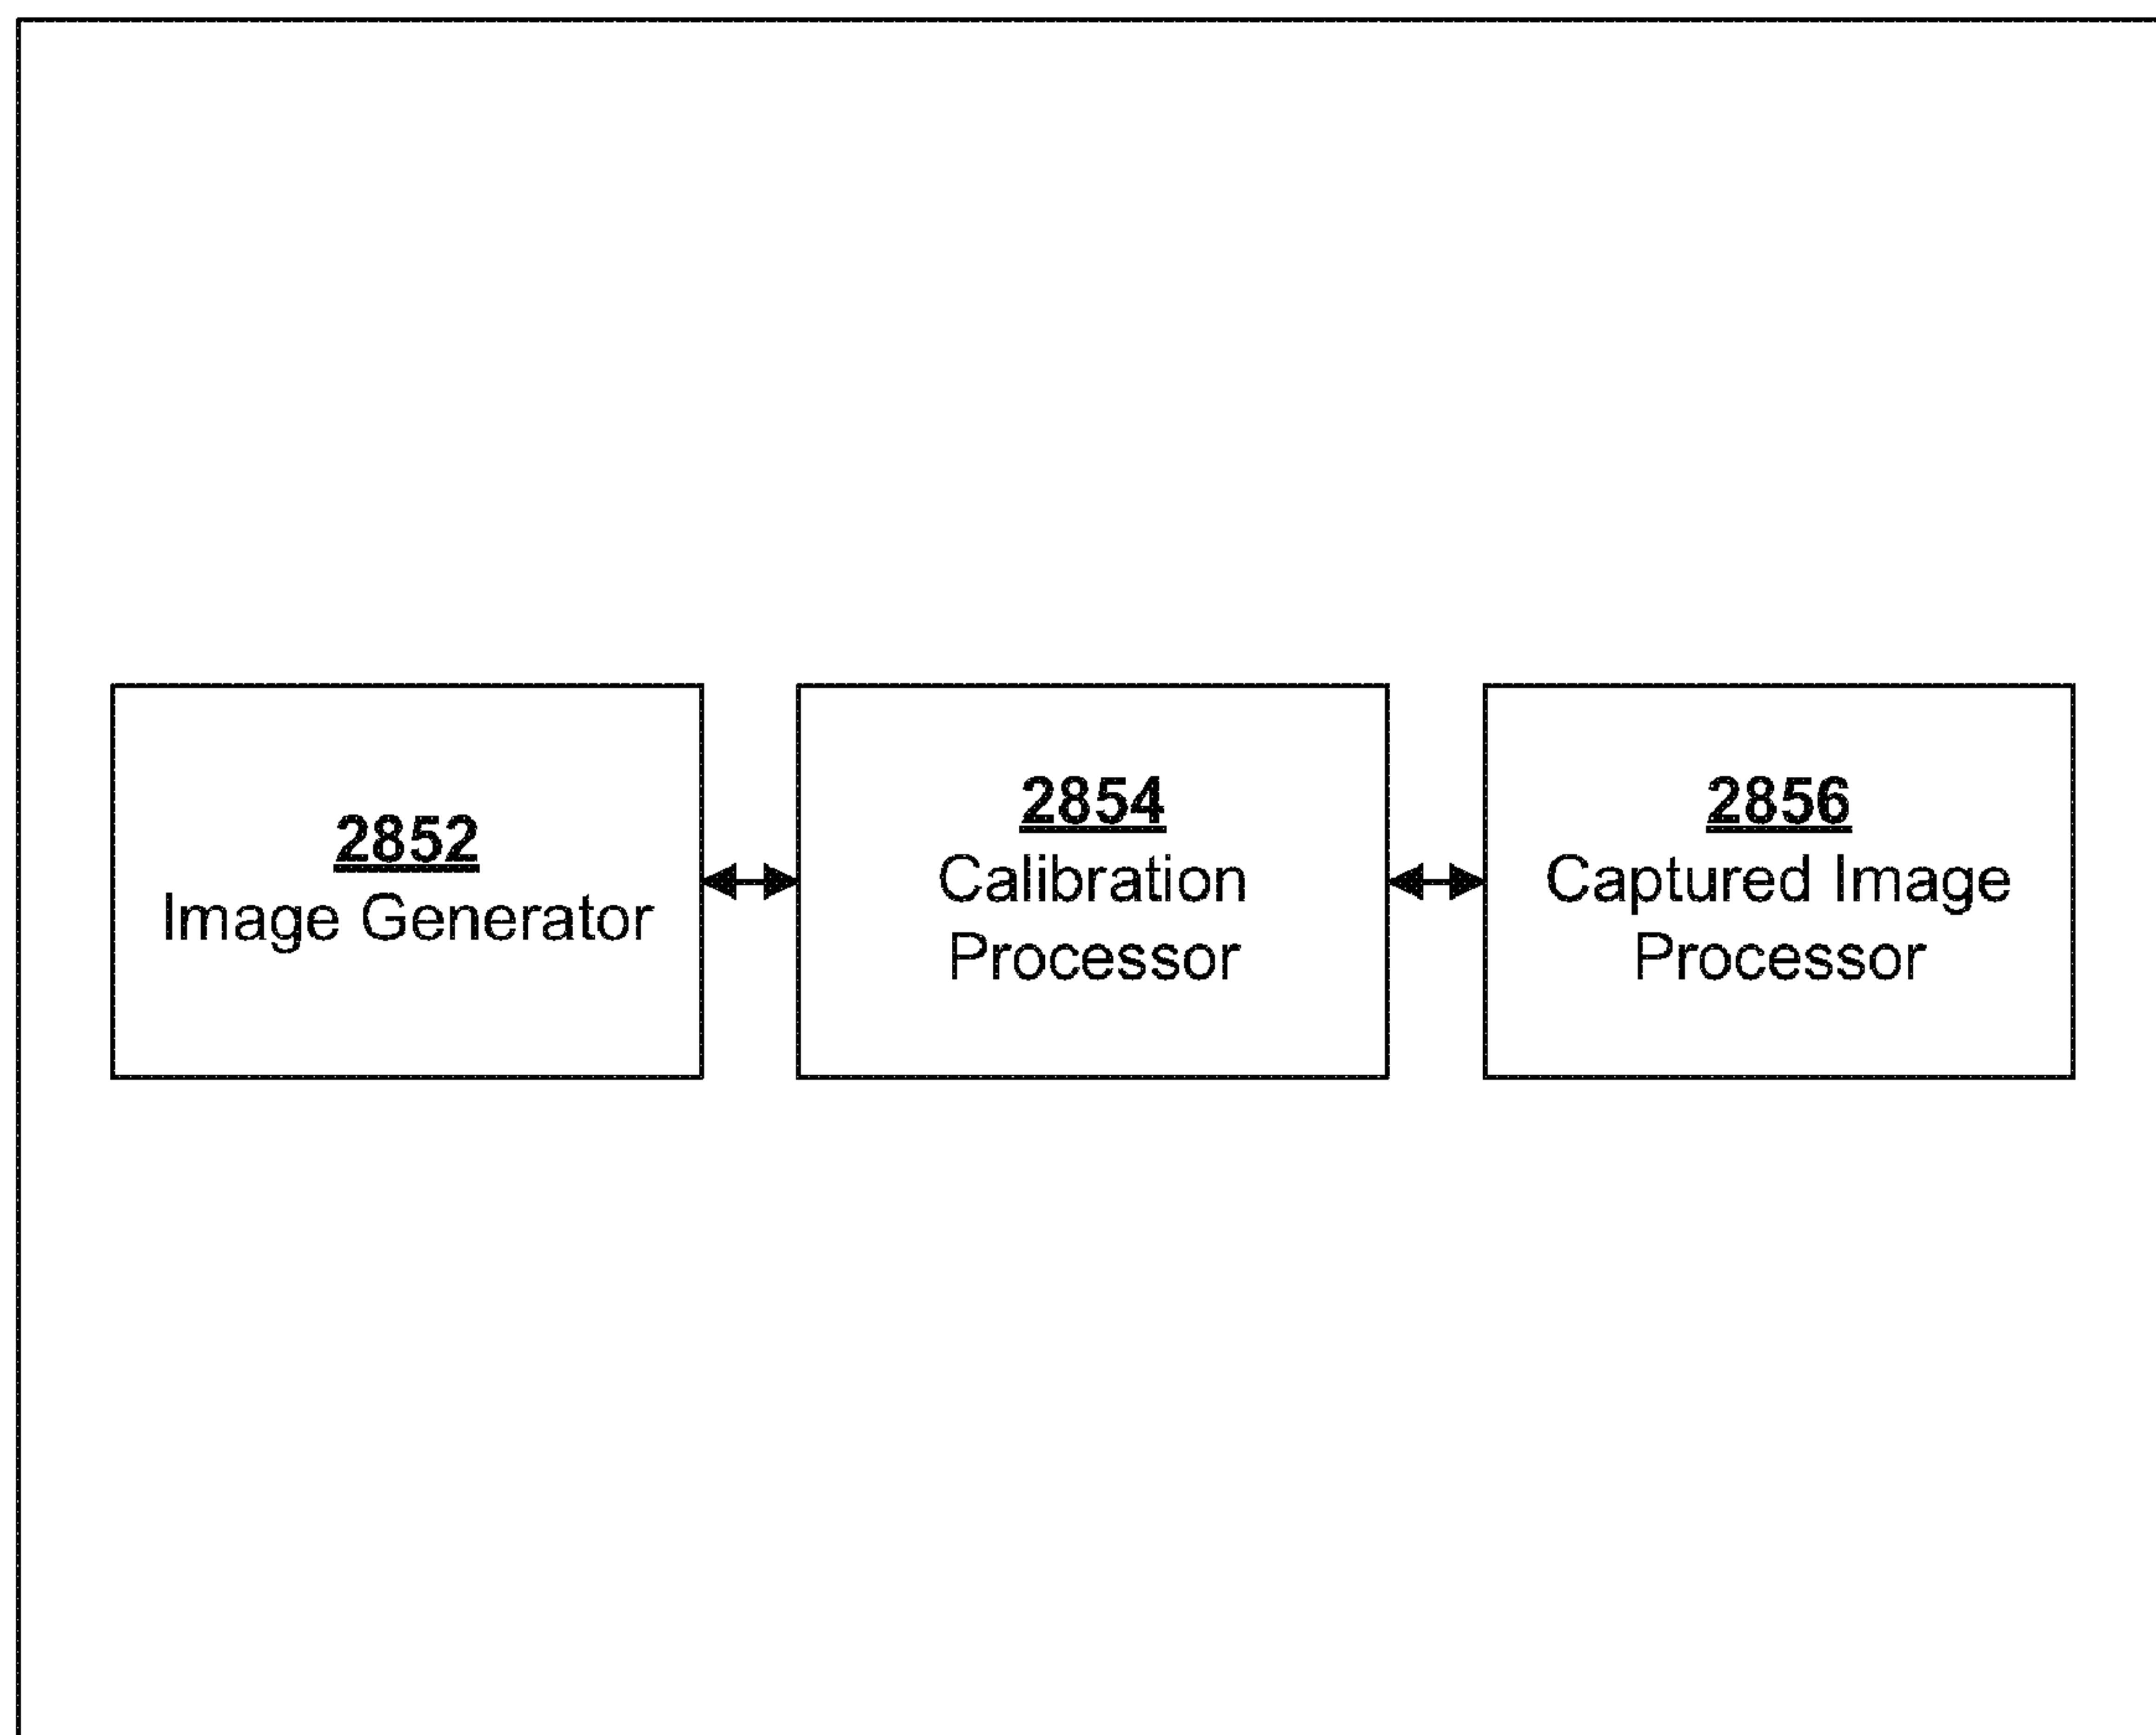 2852
Image Generator
2854
Calibration
Processor
2856
Captured Image
Processor